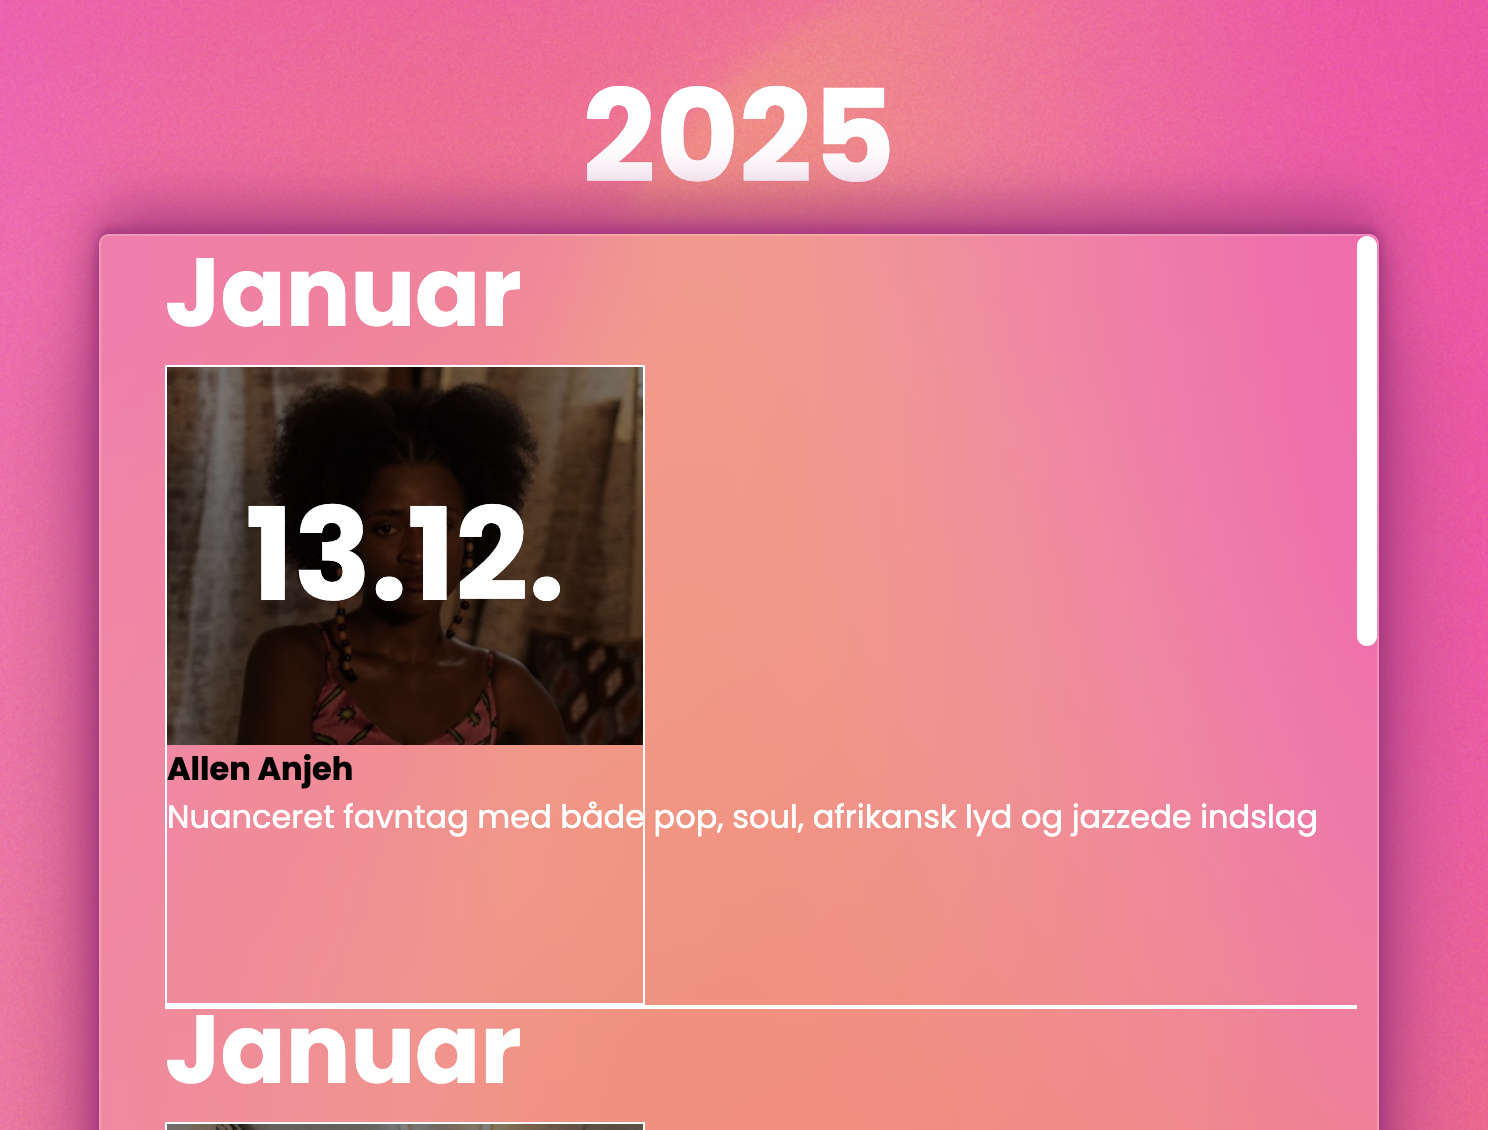 2025
Januar
13.12.
Allen Anjeh
Nuanceret favntag med både pop, soul, afrikansk lyd og jazzede indslag
Januar